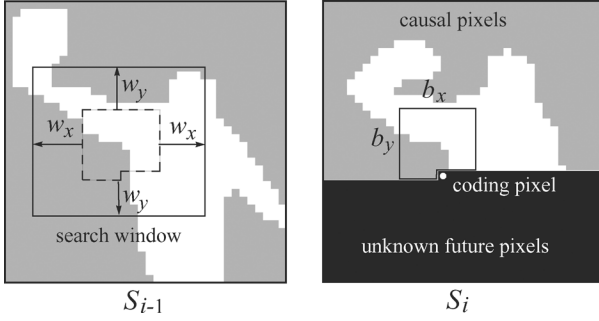 w_y
w_x
w_x
w_y
search window
S_{i-1}
causal pixels
b_x
b_y
coding pixel
unknown future pixels
S_i